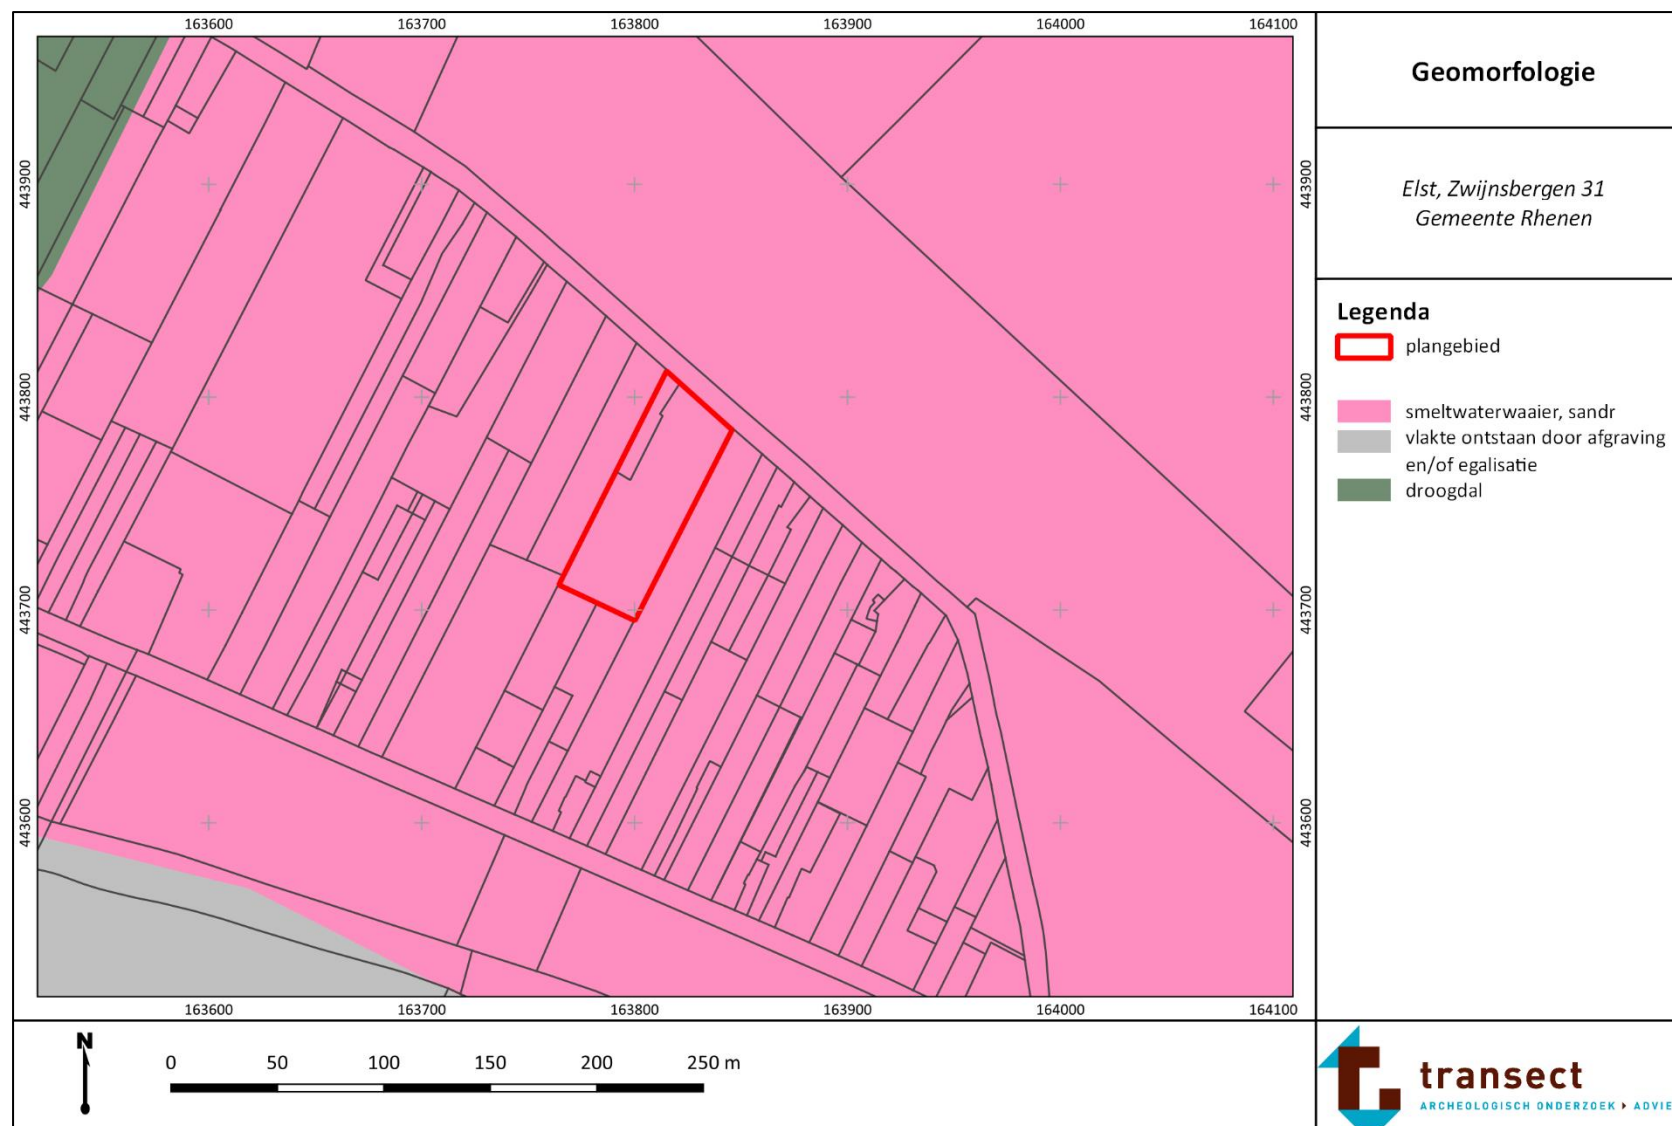 163600 163700 163800 163900 164000 164100
443900 443900
443800 443800
443700 443700
443600 443600
163600 163700 163800 163900 164000 164100
Geomorfologie
Elst, Zwijnsbergen 31
Gemeente Rhenen
Legenda
plangebied
smeltwaterwaaier, sandr
vlakte ontstaan door afgraving
en/of egalisatie
droogdal
N
0 50 100 150 200 250 m
transect
ARCHEOLOGISCH ONDERZOEK ADVIE